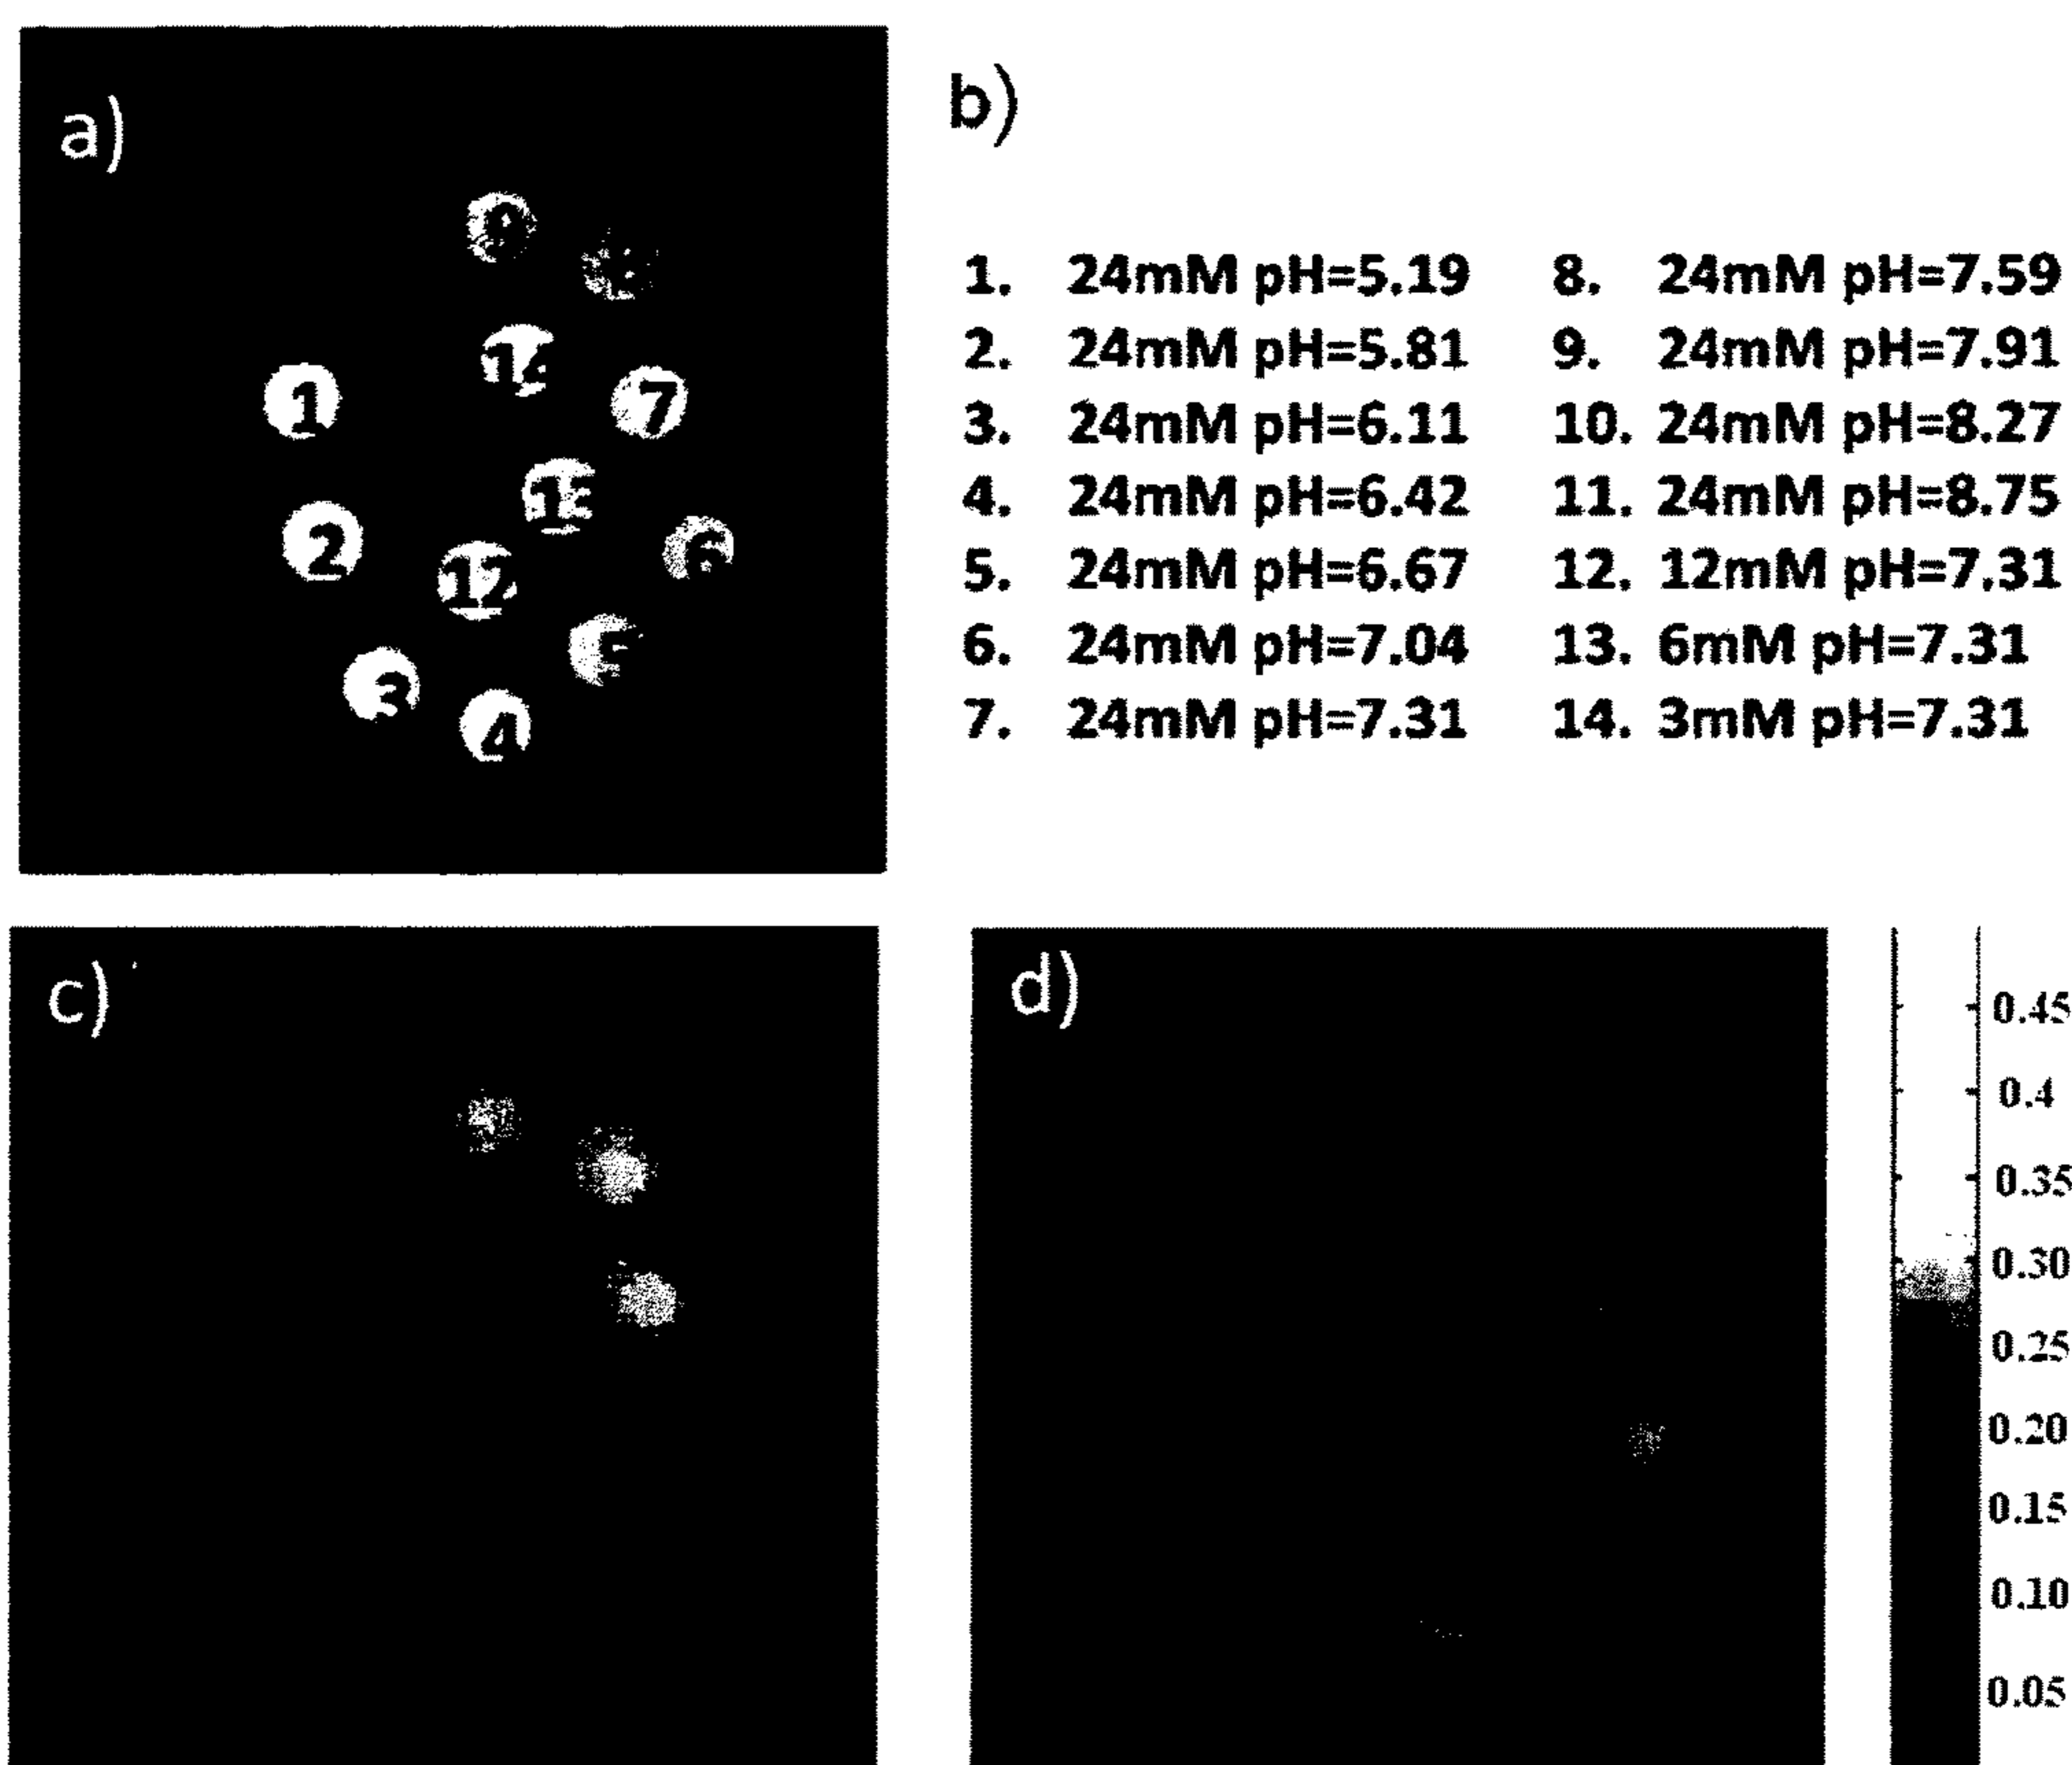 a)
1
14
7
13
2
12
6
5
3
4
b)
1. 24mM pH=5.19
2. 24mM pH=5.81
3. 24mM pH=6.11
4. 24mM pH=6.42
5. 24mM pH=6.67
6. 24mM pH=7.04
7. 24mM pH=7.31
8. 24mM pH=7.59
9. 24mM pH=7.91
10. 24mM pH=8.27
11. 24mM pH=8.75
12. 12mM pH=7.31
13. 6mM pH=7.31
14. 3mM pH=7.31
c)
d)
0.45
0.4
0.35
0.30
0.25
0.20
0.15
0.10
0.05